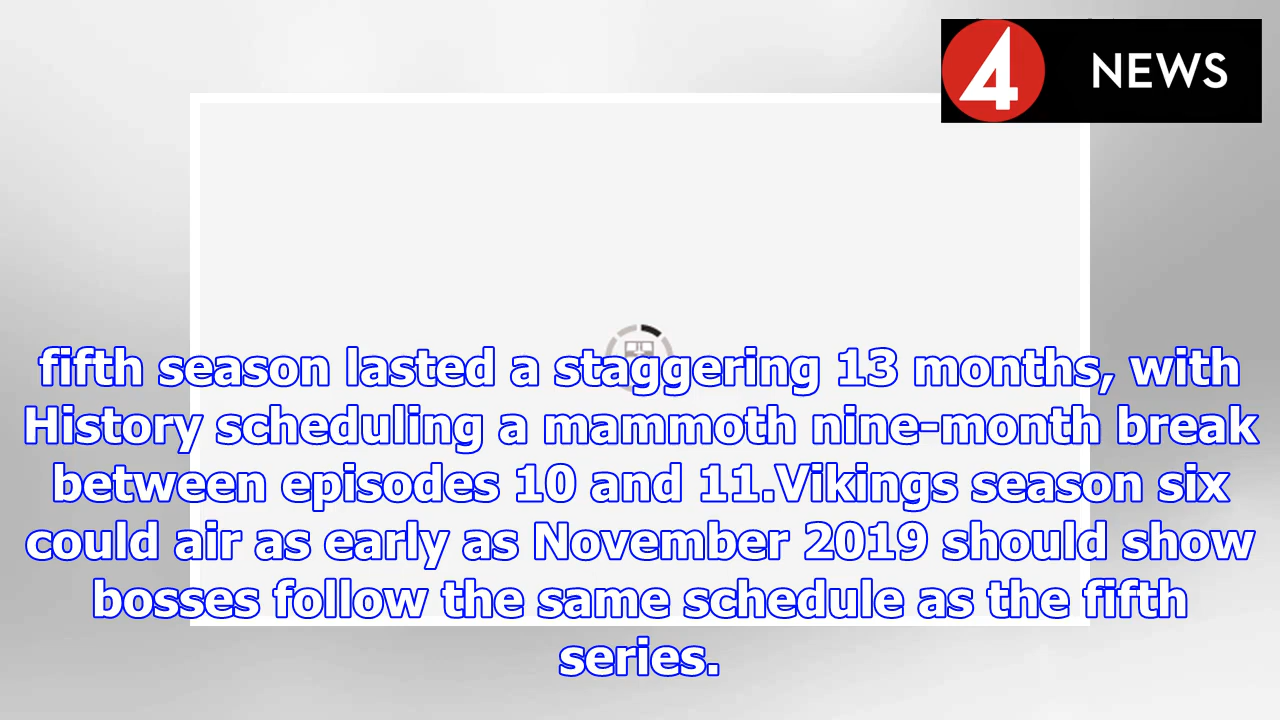 4 NEWS
fifth season lasted a staggering 13 months, with
History scheduling a mammoth nine-month break
between episodes 10 and 11.Vikings season six
could air as early as November 2019 should show
bosses follow the same schedule as the fifth
series.